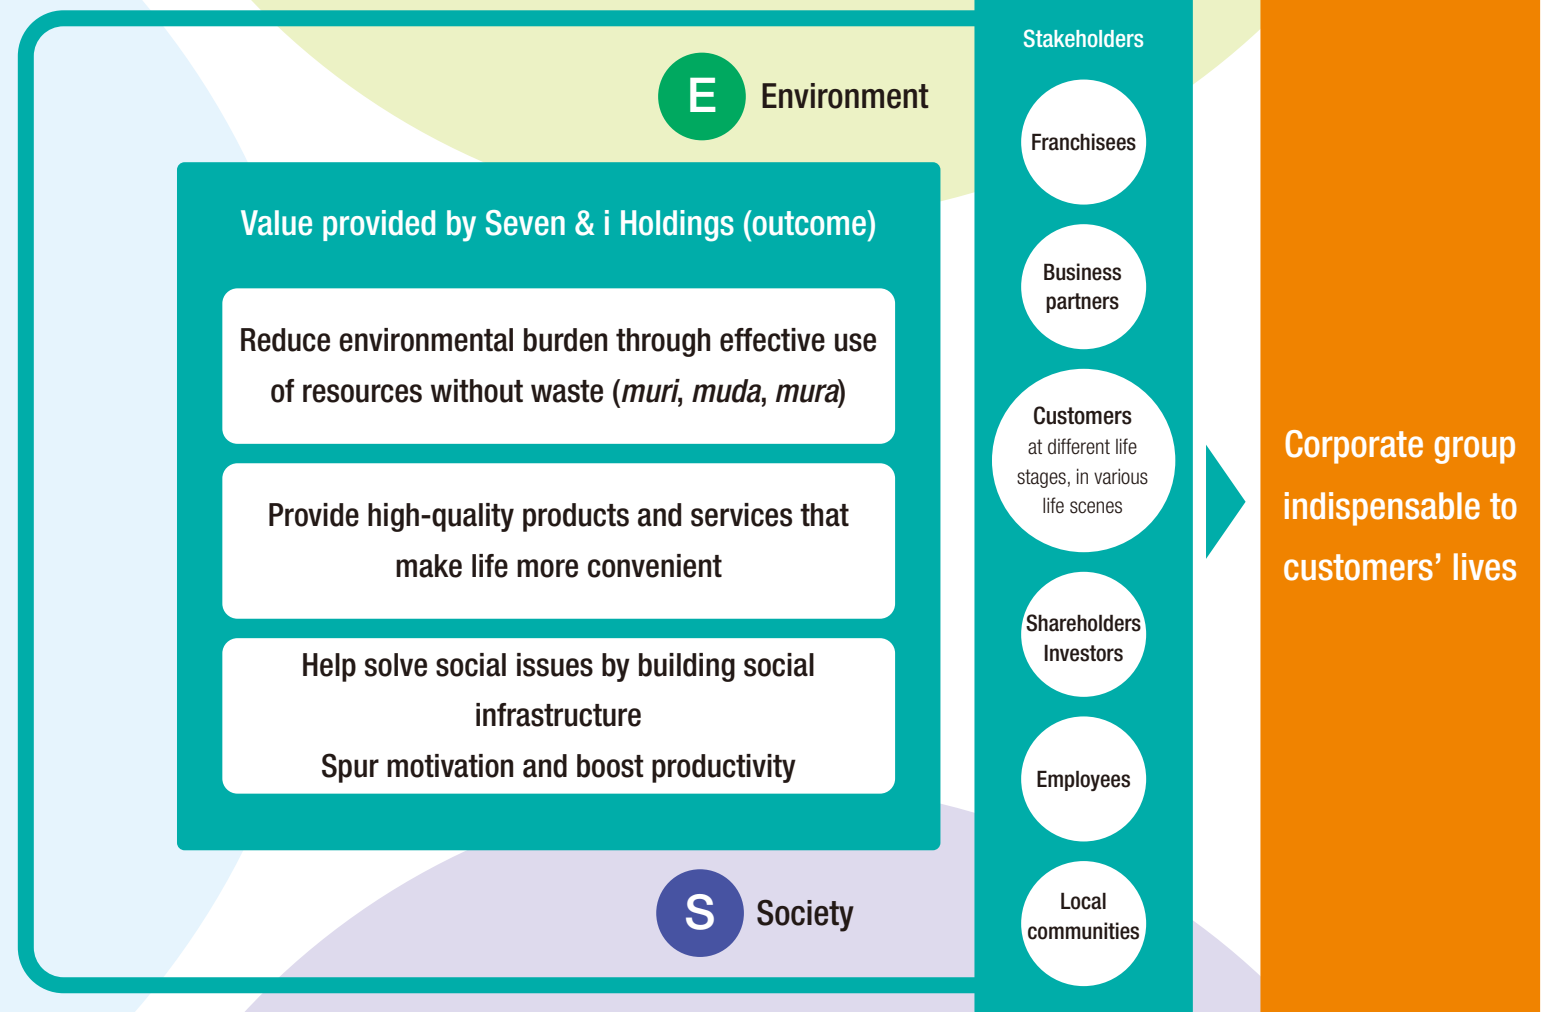 E
Environment
Value provided by Seven & i Holdings (outcome)
Reduce environmental burden through effective use
of resources without waste (muri, muda, mura)
Provide high-quality products and services that
make life more convenient
Help solve social issues by building social
infrastructure
Spur motivation and boost productivity
S
Society
Stakeholders
Franchisees
Business
partners
Customers
at different life
stages, in various
life scenes
Shareholders
Investors
Employees
Local
communities
Corporate group
indispensable to
customers’ lives